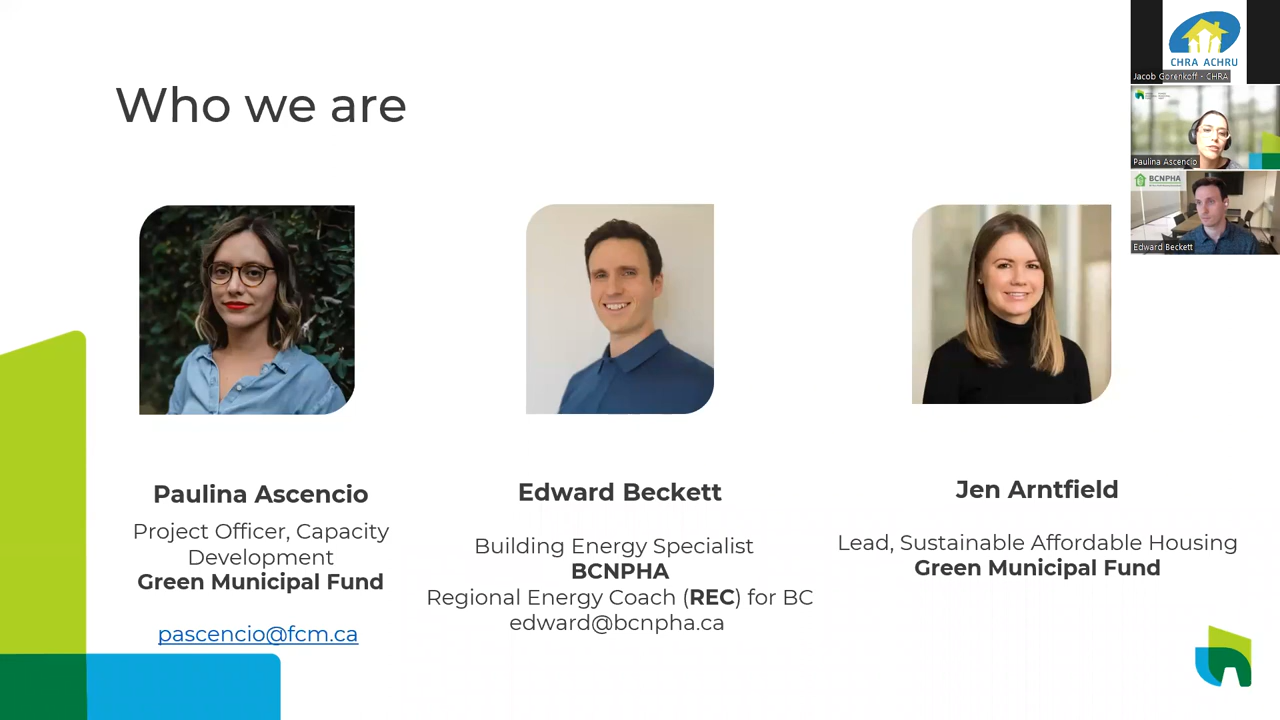 Who we are
CHRA ACHRU
Jacob Gorenkoff - CHRA
Paulina Ascencio
BCNPHA
Edward Beckett
Paulina Ascencio
Project Officer, Capacity
Development
Green Municipal Fund
pascencio@fcm.ca
Edward Beckett
Building Energy Specialist
BCNPHA
Regional Energy Coach (REC) for BC
edward@bcnpha.ca
Jen Arntfield
Lead, Sustainable Affordable Housing
Green Municipal Fund